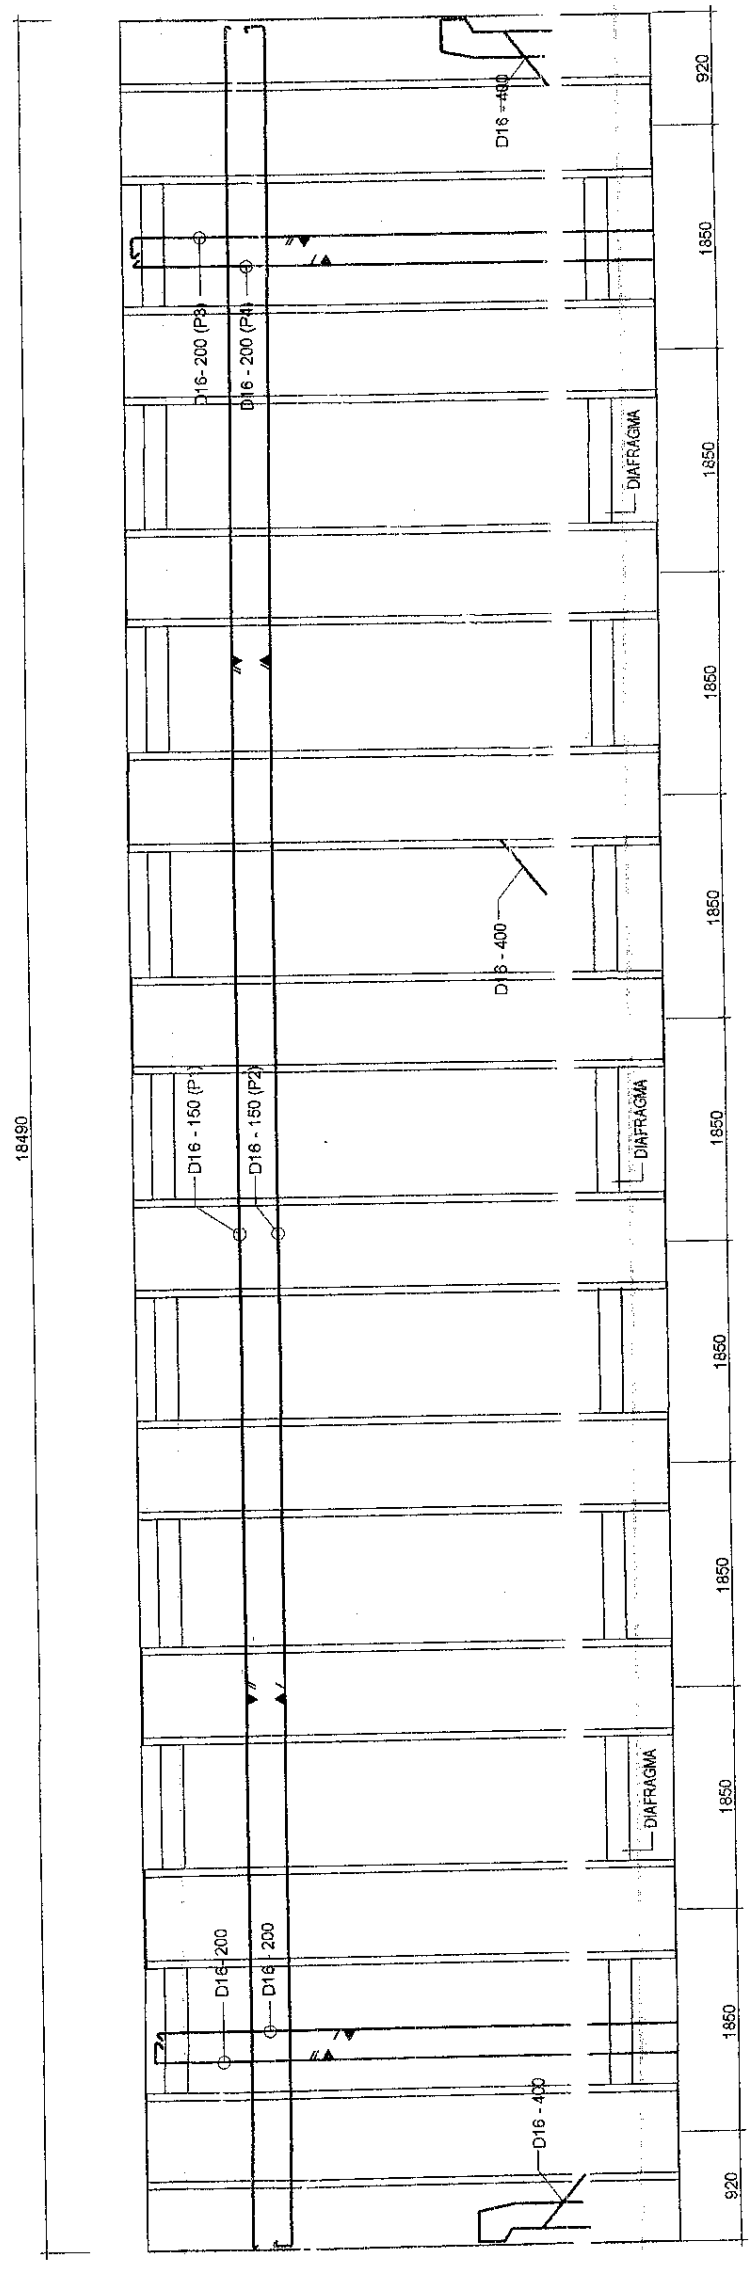 18490
920
1850
1850
1850
1850
1850
1850
1850
1850
1850
920
D16 - 400
D16 - 200 (P3)
D16 - 200 (P4)
DIAFRAGMA
D16 - 400
D16 - 150 (P1)
D16 - 150 (P2)
DIAFRAGMA
DIAFRAGMA
D16-200
D16 - 200
D16 - 400